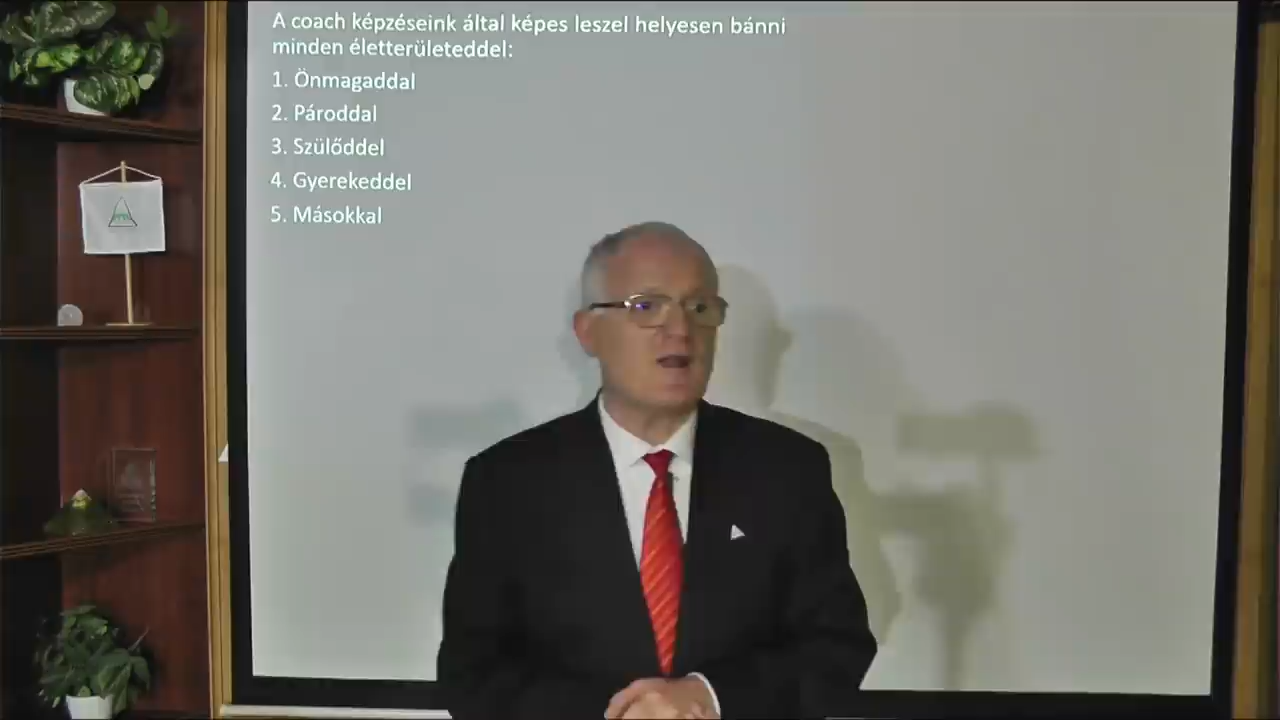 A coach képzéseink által képes leszel helyesen bánni
minden életterületeddel:
1. Önmagaddal
2. Pároddal
3. Szülőddel
4. Gyerekeddel
5. Másokkal